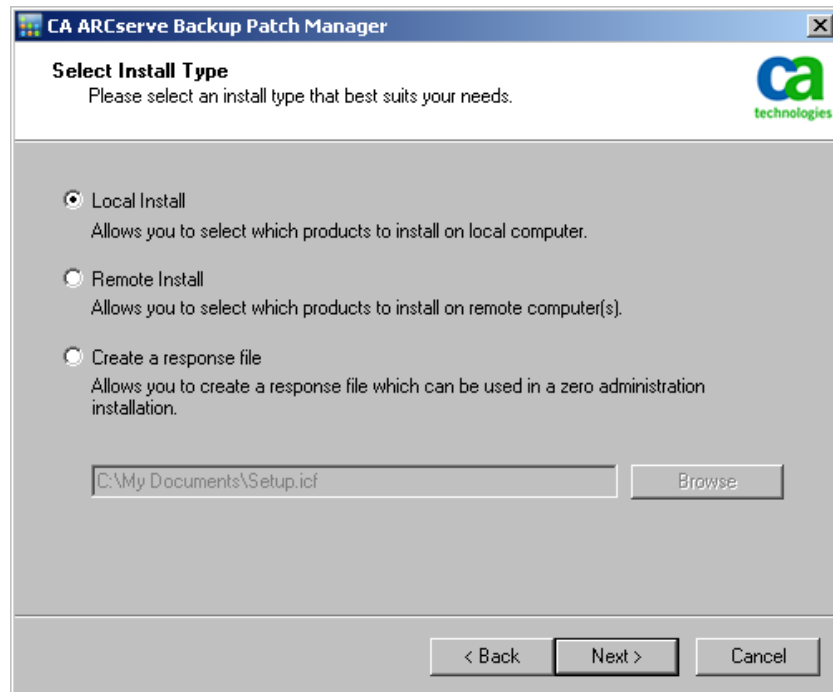 CA ARCserve Backup Patch Manager
Select Install Type
Please select an install type that best suits your needs.
ca
technologies
Local Install
Allows you to select which products to install on local computer.
Remote Install
Allows you to select which products to install on remote computer(s).
Create a response file
Allows you to create a response file which can be used in a zero administration
installation.
C:\My Documents\Setup.icf
Browse
< Back
Next >
Cancel